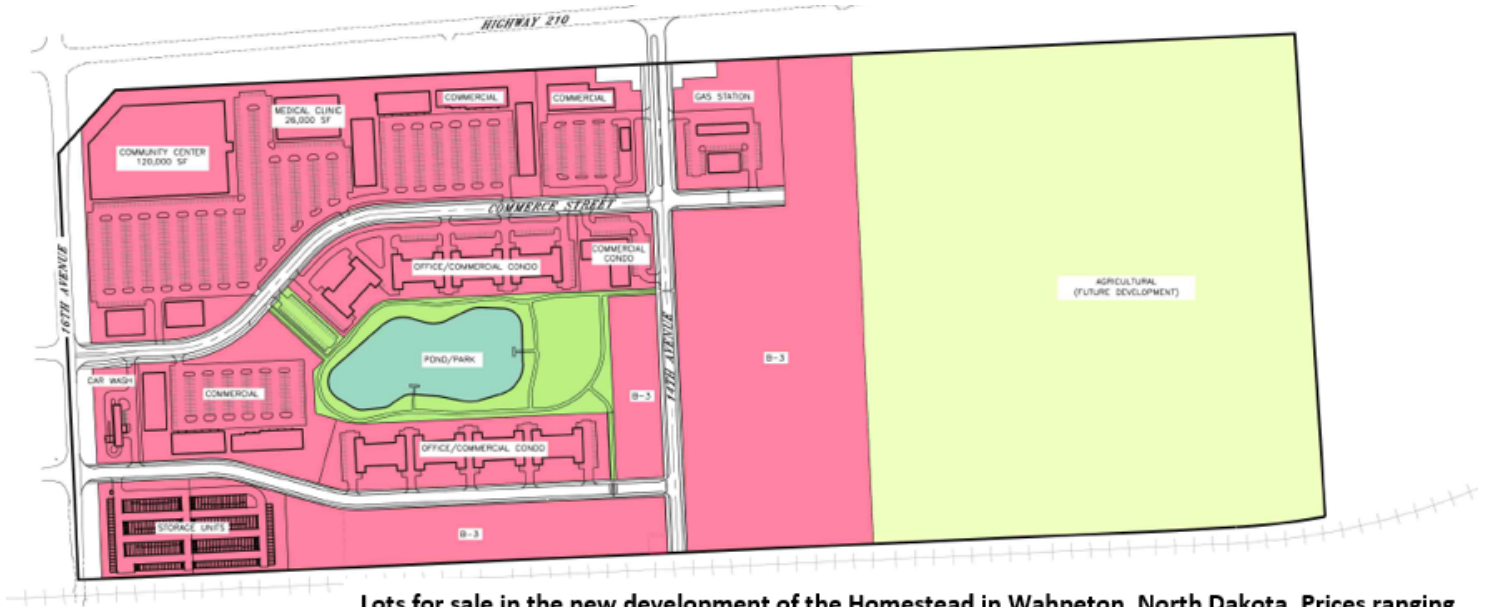 HIGHWAY 210
COMMUNITY CENTER
120,000 SF
MEDICAL CLINIC
26,000 SF
COMMERCIAL
COMMERCIAL
GAS STATION
COMMERCE STREET
16TH AVENUE
OFFICE/COMMERCIAL CONDO
COMMERCIAL
CONDO
AGRICULTURAL
(FUTURE DEVELOPMENT)
POND/PARK
14TH AVENUE
B-3
B-3
CAR WASH
COMMERCIAL
OFFICE/COMMERCIAL CONDO
STORAGE UNITS
B-3
Lots for sale in the new development of the Homestead in Wahpeton, North Dakota. Prices ranging